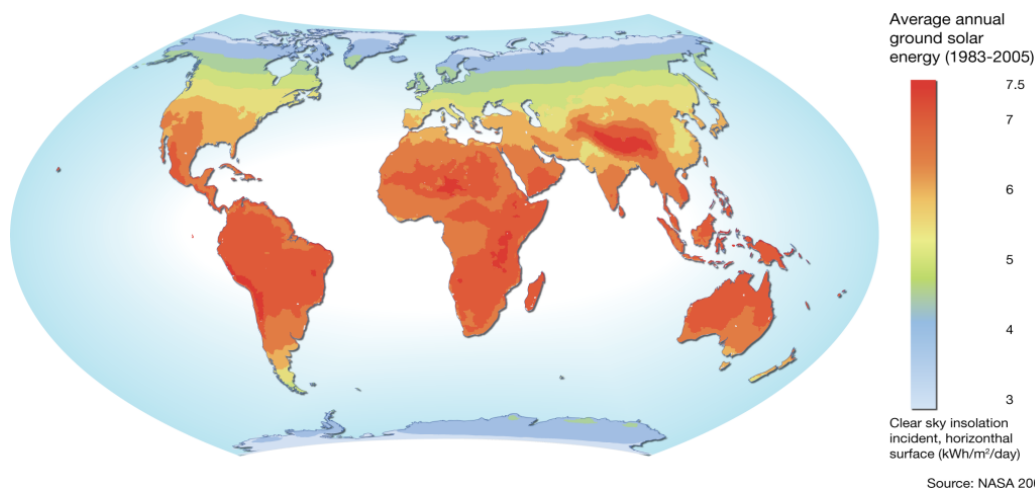 Average annual
ground solar
energy (1983-2005)
7.5
7
6
5
4
3
Clear sky insolation
incident, horizonthal
surface (kWh/m²/day)
Source: NASA